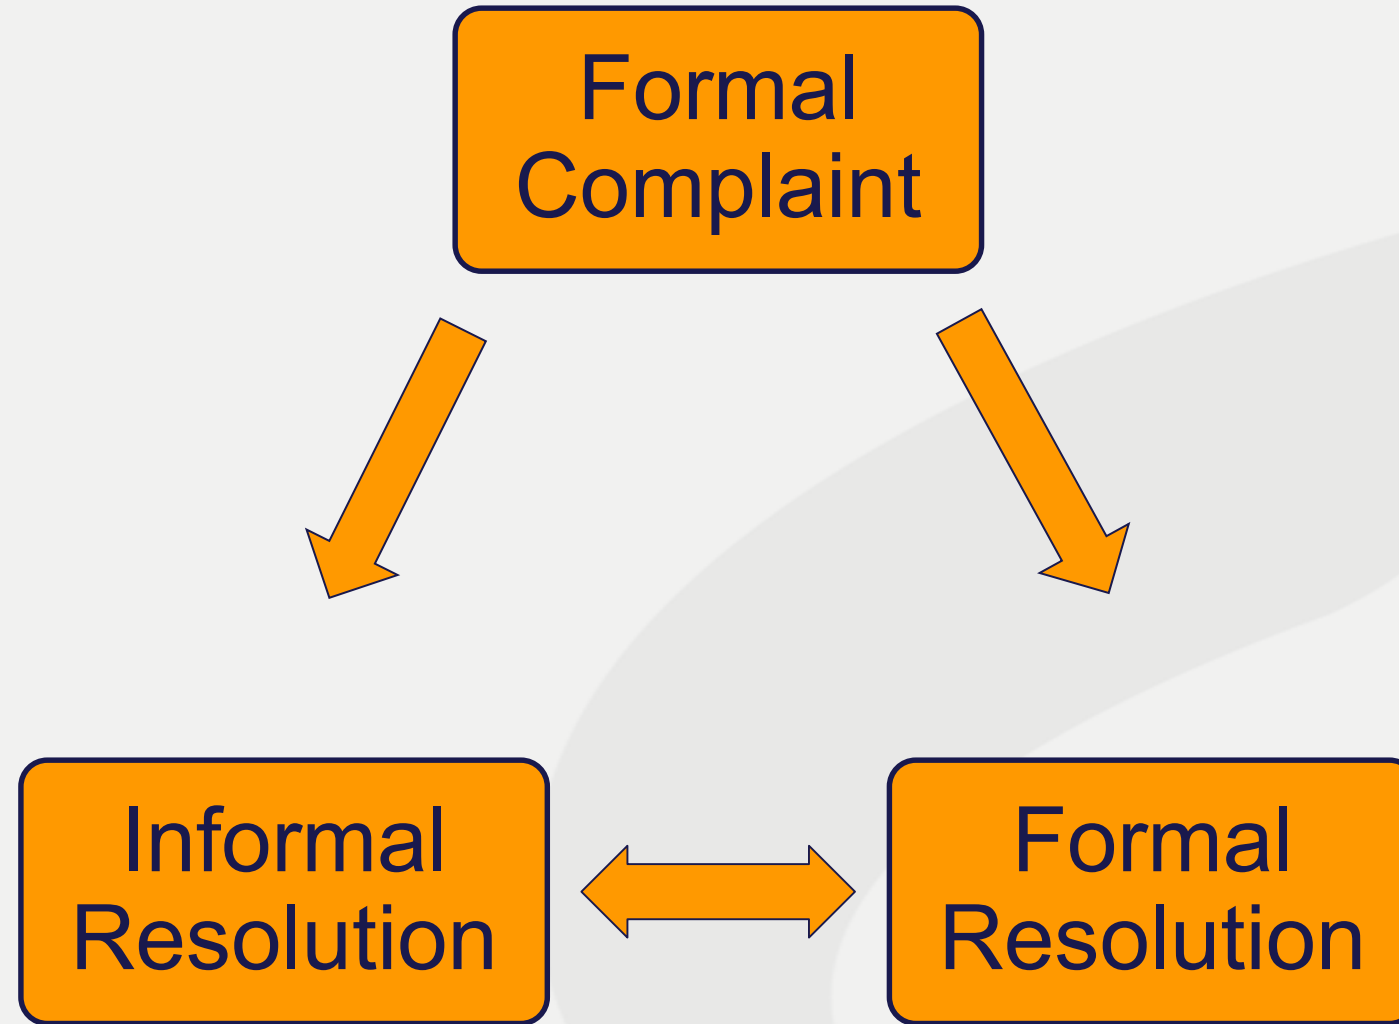 Formal
Complaint
Informal
Resolution
Formal
Resolution